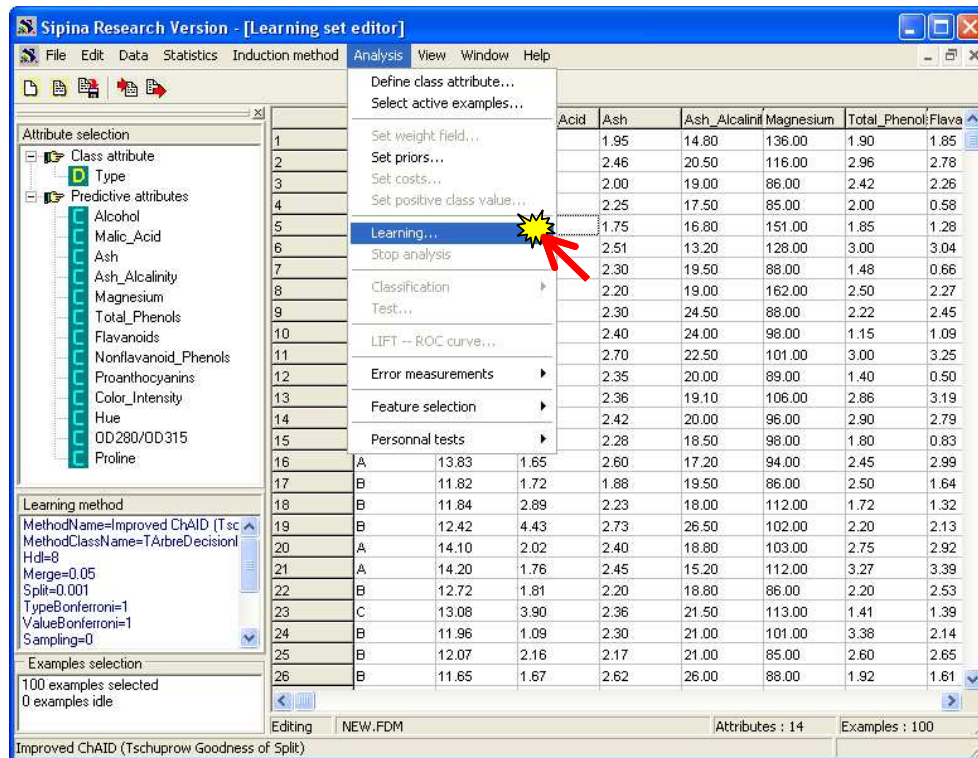 Sipina Research Version - [Learning set editor]
File Edit Data Statistics Induction method Analysis View Window Help
Define class attribute...
Select active examples...
Set weight field...
Set priors...
Set costs...
Set positive class value...
Learning...
Stop analysis
Classification
Test...
LIFT -- ROC curve...
Error measurements
Feature selection
Personnal tests
Attribute selection
Class attribute
D Type
Predictive attributes
C Alcohol
C Malic_Acid
C Ash
C Ash_Alcalinity
C Magnesium
C Total_Phenols
C Flavanoids
C Nonflavanoid_Phenols
C Proanthocyanins
C Color_Intensity
C Hue
C OD280/OD315
C Proline
Learning method
MethodName=Improved ChAID (Tsc
MethodClassName=TArbreDecisionI
Hdl=8
Merge=0.05
Split=0.001
TypeBonferroni=1
ValueBonferroni=1
Sampling=0
Examples selection
100 examples selected
0 examples idle
Acid Ash Ash_Alcalinit Magnesium Total_Phenol Flava
1 1.95 14.80 136.00 1.90 1.85
2 2.46 20.50 116.00 2.96 2.78
3 2.00 19.00 86.00 2.42 2.26
4 2.25 17.50 85.00 2.00 0.58
5 1.75 16.80 151.00 1.85 1.28
6 2.51 13.20 128.00 3.00 3.04
7 2.30 19.50 88.00 1.48 0.66
8 2.20 19.00 162.00 2.50 2.27
9 2.30 24.50 88.00 2.22 2.45
10 2.40 24.00 98.00 1.15 1.09
11 2.70 22.50 101.00 3.00 3.25
12 2.35 20.00 89.00 1.40 0.50
13 2.36 19.10 106.00 2.86 3.19
14 2.42 20.00 96.00 2.90 2.79
15 2.28 18.50 98.00 1.80 0.83
16 A 13.83 1.65 2.60 17.20 94.00 2.45 2.99
17 B 11.82 1.72 1.88 19.50 86.00 2.50 1.64
18 B 11.84 2.89 2.23 18.00 112.00 1.72 1.32
19 B 12.42 4.43 2.73 26.50 102.00 2.20 2.13
20 A 14.10 2.02 2.40 18.80 103.00 2.75 2.92
21 A 14.20 1.76 2.45 15.20 112.00 3.27 3.39
22 B 12.72 1.81 2.20 18.80 86.00 2.20 2.53
23 C 13.08 3.90 2.36 21.50 113.00 1.41 1.39
24 B 11.96 1.09 2.30 21.00 101.00 3.38 2.14
25 B 12.07 2.16 2.17 21.00 85.00 2.60 2.65
26 B 11.65 1.67 2.62 26.00 88.00 1.92 1.61
Editing NEW.FDM Attributes : 14 Examples : 100
Improved ChAID (Tschuprow Goodness of Split)